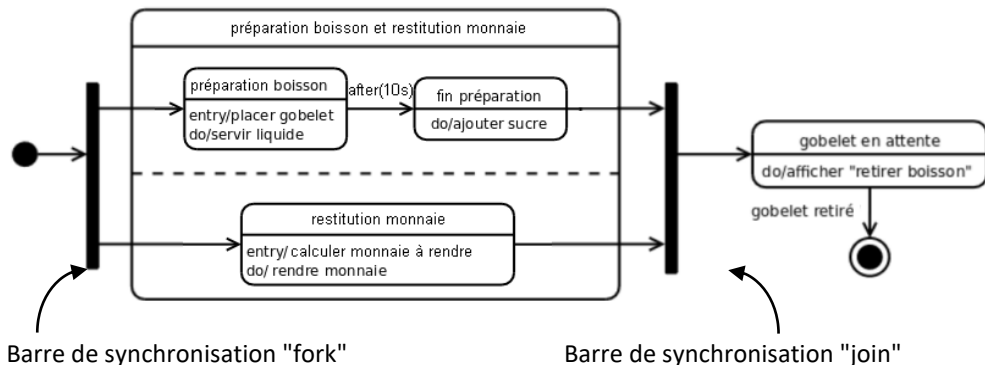 préparation boisson et restitution monnaie
préparation boisson
entry/placer gobelet
do/servir liquide
after(10s)
fin préparation
do/ajouter sucre
gobelet en attente
do/afficher "retirer boisson"
gobelet retiré
restitution monnaie
entry/ calculer monnaie à rendre
do/ rendre monnaie
Barre de synchronisation "fork"
Barre de synchronisation "join"